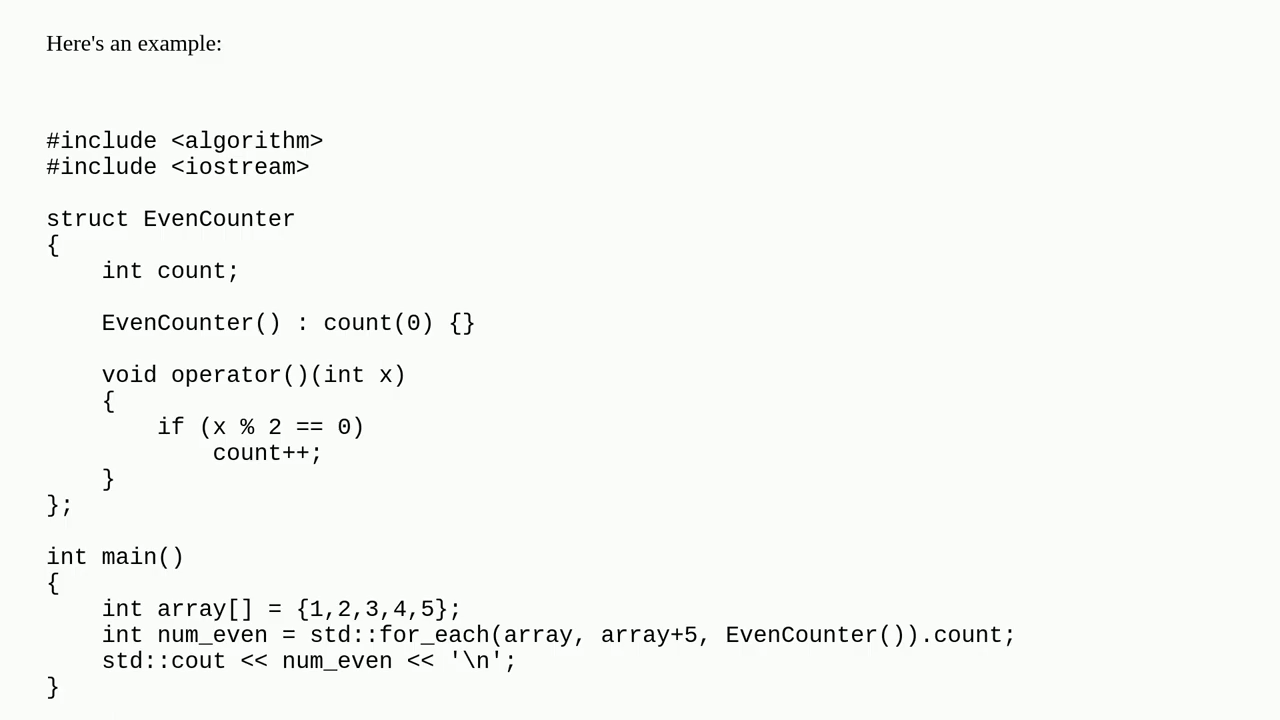 Here's an example:
#include <algorithm>
#include <iostream>
struct EvenCounter
{
    int count;
    EvenCounter() : count(0) {}
    void operator()(int x)
    {
        if (x % 2 == 0)
            count++;
    }
};
int main()
{
    int array[] = {1,2,3,4,5};
    int num_even = std::for_each(array, array+5, EvenCounter()).count;
    std::cout << num_even << '\n';
}